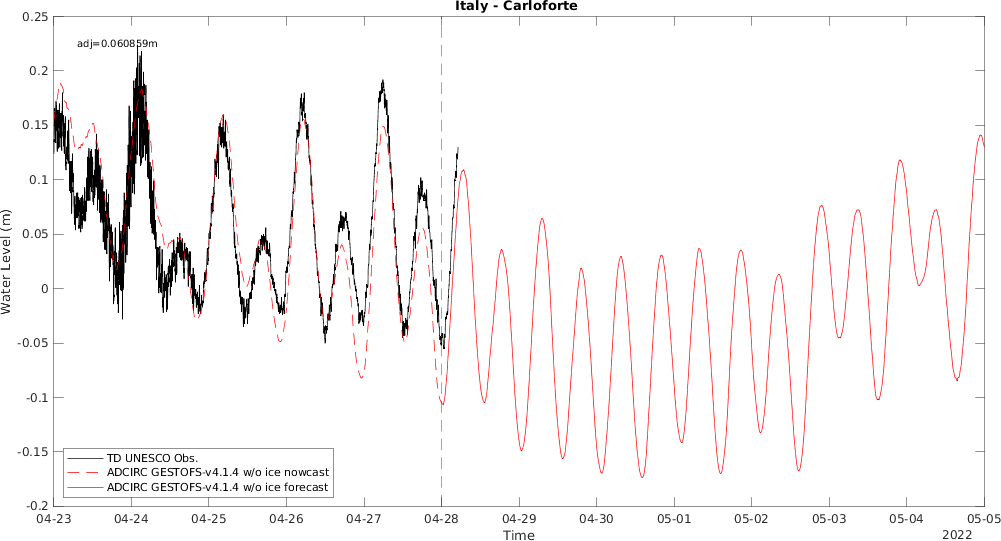 Italy - Carloforte
adj=0.060859m
0.25
0.2
0.15
0.1
0.05
0
-0.05
-0.1
-0.15
-0.2
Water Level (m)
TD UNESCO Obs.
ADCIRC GESTOFS-v4.1.4 w/o ice nowcast
ADCIRC GESTOFS-v4.1.4 w/o ice forecast
04-23 04-24 04-25 04-26 04-27 04-28 04-29 04-30 05-01 05-02 05-03 05-04 05-05
Time
2022